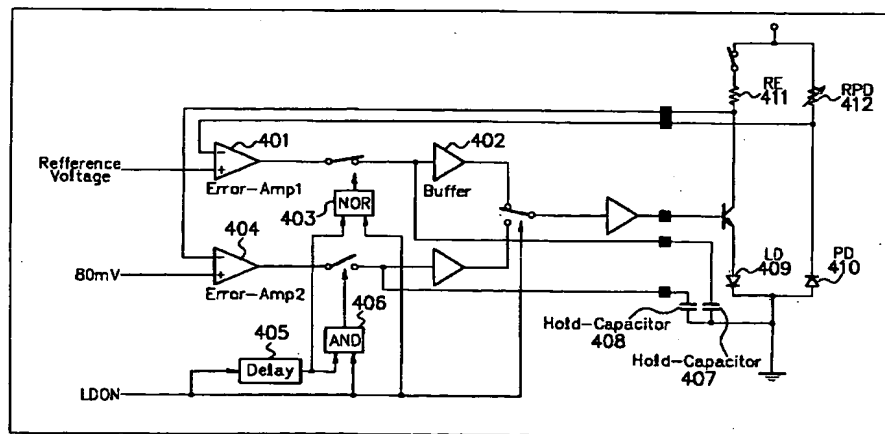 RE
411
RPD
412
401
402
Refference
Voltage
Error-Amp1
Buffer
403
NOR
404
80mV
Error-Amp2
LD
409
PD
410
406
405
AND
Hold-Capacitor
408
Delay
Hold-Capacitor
407
LDON